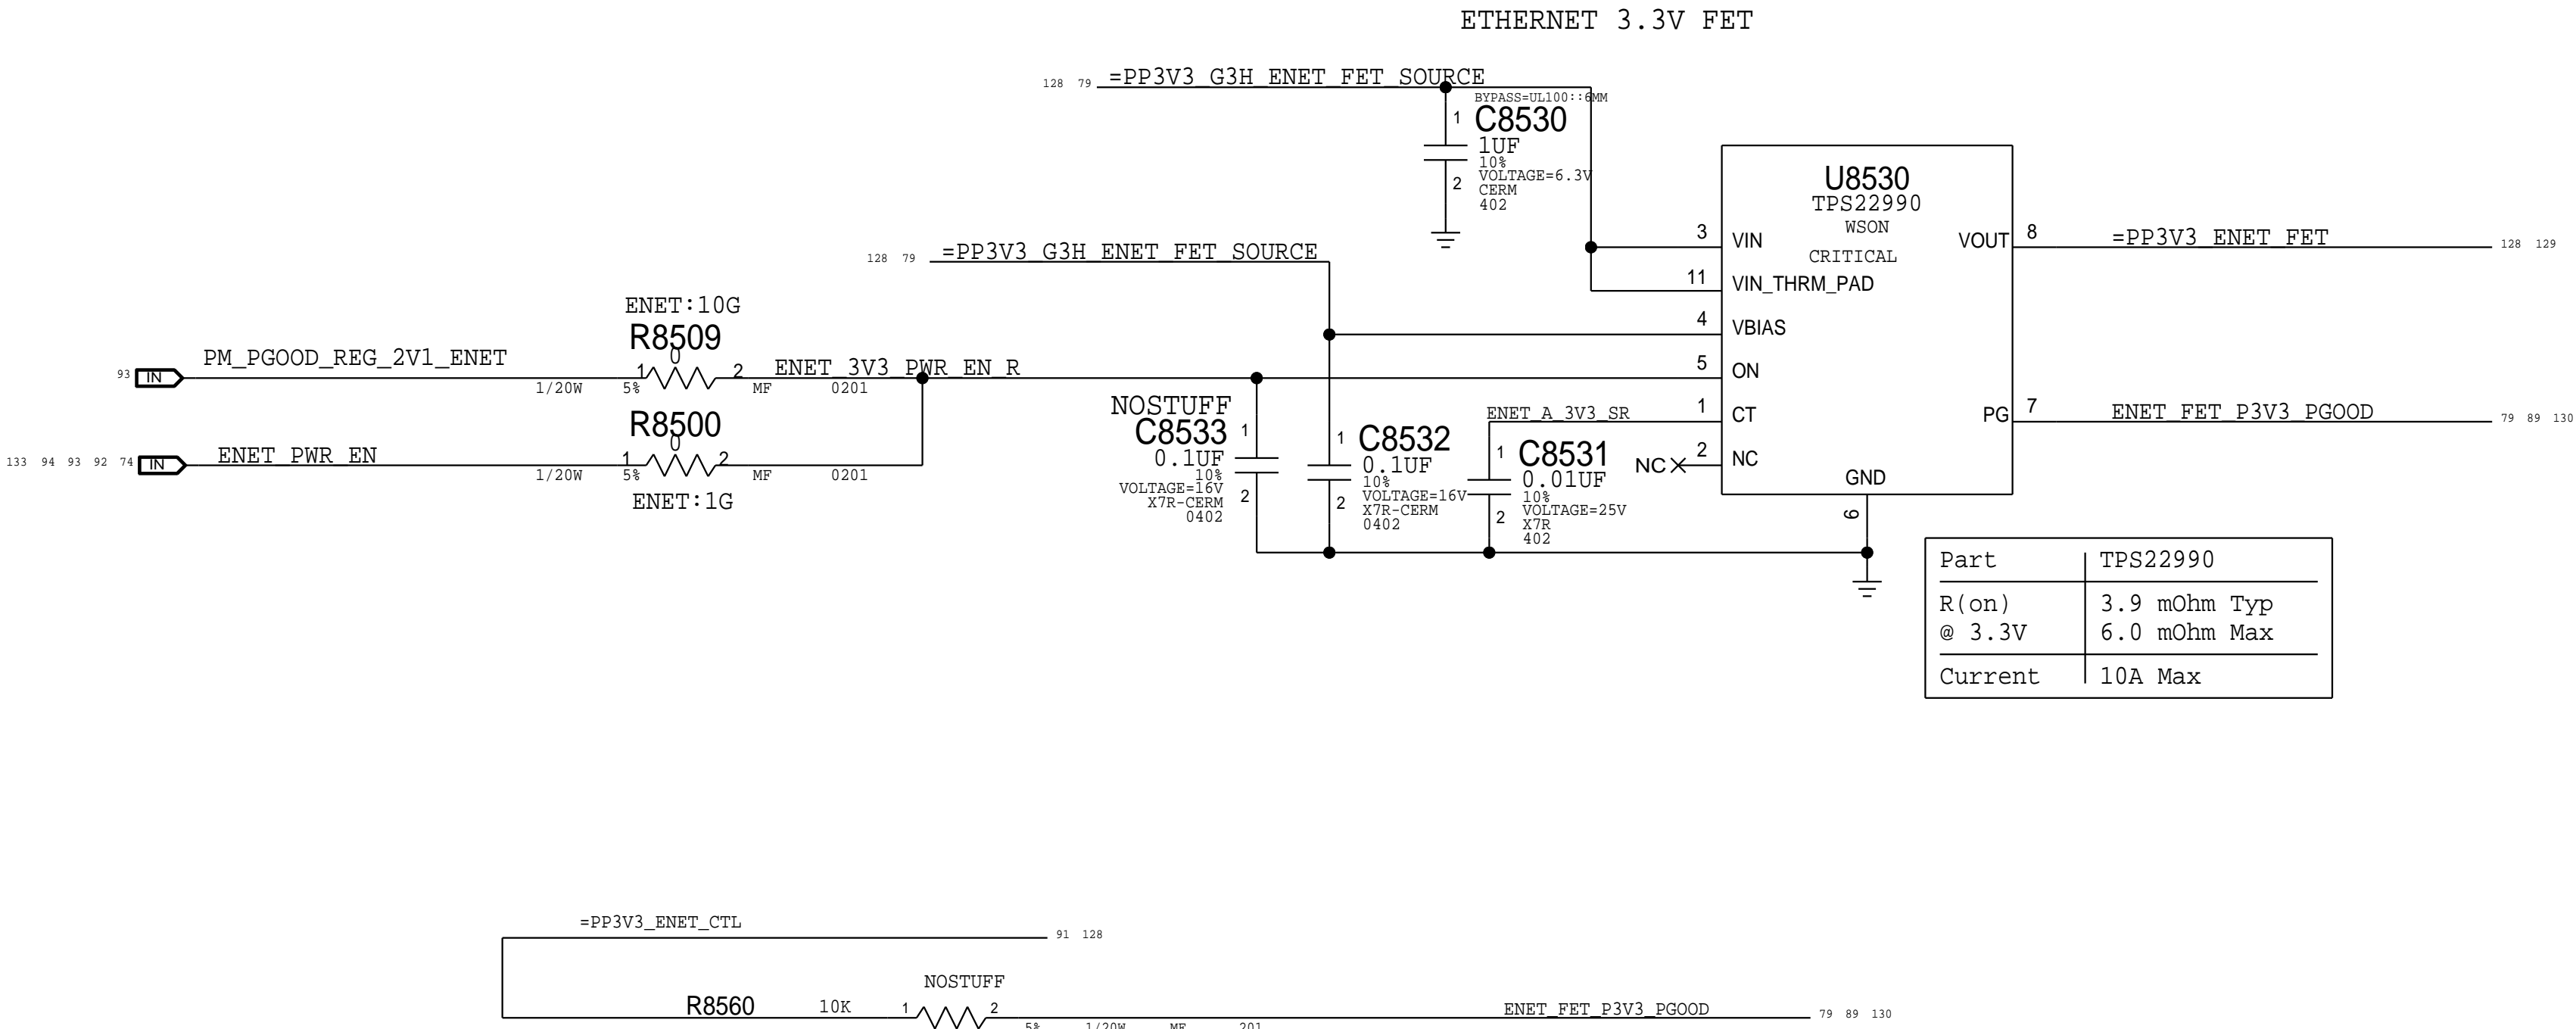 ETHERNET 3.3V FET
128 79 =PP3V3_G3H_ENET_FET_SOURCE
BYPASS=UL100::6MM
1 C8530
1UF
10%
VOLTAGE=6.3V
2 CERM
402
U8530
TPS22990
WSON
CRITICAL
3 VIN
11 VIN_THRM_PAD
4 VBIAS
5 ON
1 CT
2 NC
NC
GND
6
VOUT 8 =PP3V3_ENET_FET 128 129
PG 7 ENET_FET_P3V3_PGOOD 79 89 130
128 79 =PP3V3_G3H_ENET_FET_SOURCE
ENET:10G
R8509
0
93 IN PM_PGOOD_REG_2V1_ENET 1 2 ENET_3V3_PWR_EN_R
1/20W 5% MF 0201
R8500
0
133 94 93 92 74 IN ENET_PWR_EN 1 2
1/20W 5% MF 0201
ENET:1G
NOSTUFF
C8533 1
0.1UF
10%
VOLTAGE=16V
X7R-CERM 2
0402
1 C8532
0.1UF
10%
VOLTAGE=16V
2 X7R-CERM
0402
ENET_A_3V3_SR
1 C8531
0.01UF
10%
VOLTAGE=25V
2 X7R
402
Part TPS22990
R(on) 3.9 mOhm Typ
@ 3.3V 6.0 mOhm Max
Current 10A Max
=PP3V3_ENET_CTL 91 128
NOSTUFF
R8560 10K 1 2 ENET_FET_P3V3_PGOOD 79 89 130
5% 1/20W MF 201